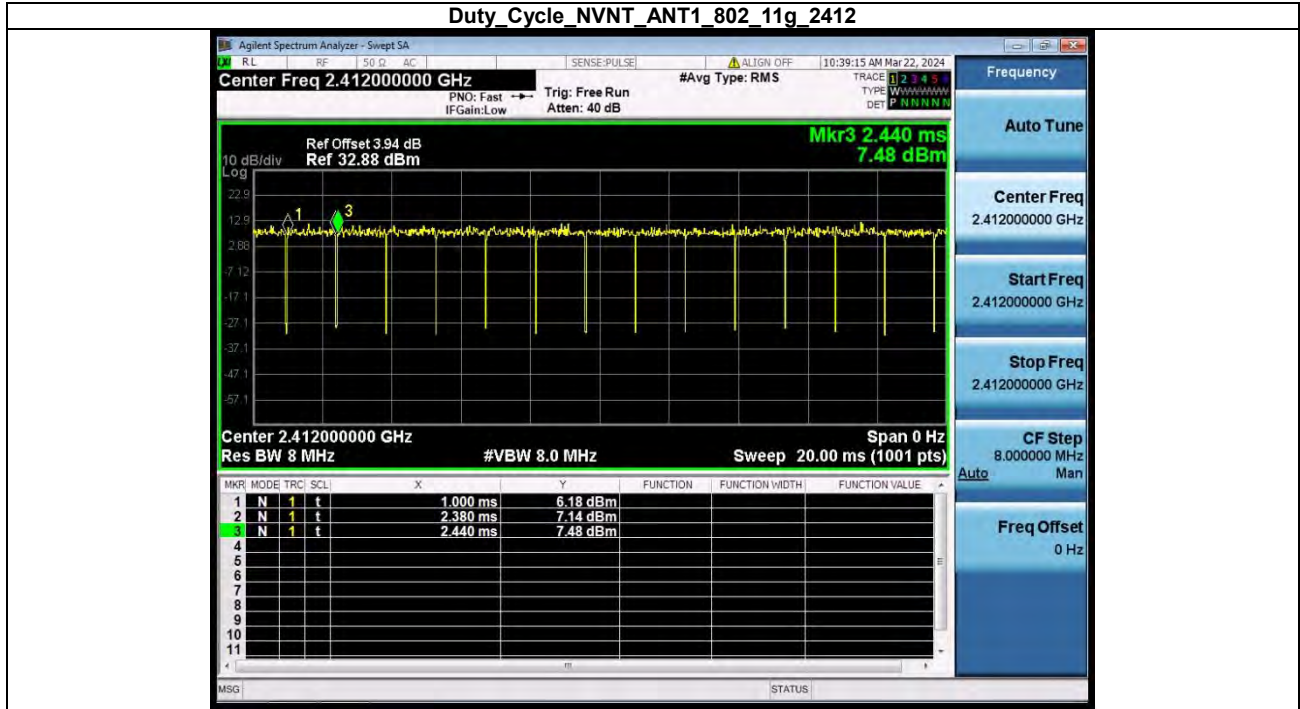 Duty_Cycle_NVNT_ANT1_802_11g_2412
Agilent Spectrum Analyzer - Swept SA
RL RF 50 Ω AC SENSE:PULSE ALIGN OFF 10:39:15 AM Mar 22, 2024
Center Freq 2.412000000 GHz #Avg Type: RMS TRACE 1 2 3 4 5 6
PNO: Fast Trig: Free Run TYPE WWWWWWW
IFGain:Low Atten: 40 dB DET P N N N N N
Frequency
Auto Tune
Mkr3 2.440 ms
7.48 dBm
Ref Offset 3.94 dB
10 dB/div Ref 32.88 dBm
Log
22.9
12.9
2.88
-7.12
-17.1
-27.1
-37.1
-47.1
-57.1
1
3
Center 2.412000000 GHz Span 0 Hz
Res BW 8 MHz #VBW 8.0 MHz Sweep 20.00 ms (1001 pts)
Center Freq
2.412000000 GHz
Start Freq
2.412000000 GHz
Stop Freq
2.412000000 GHz
CF Step
8.000000 MHz
Auto Man
Freq Offset
0 Hz
MKR MODE TRC SCL X Y FUNCTION FUNCTION WIDTH FUNCTION VALUE
1 N 1 t 1.000 ms 6.18 dBm
2 N 1 t 2.380 ms 7.14 dBm
3 N 1 t 2.440 ms 7.48 dBm
4
5
6
7
8
9
10
11
MSG STATUS